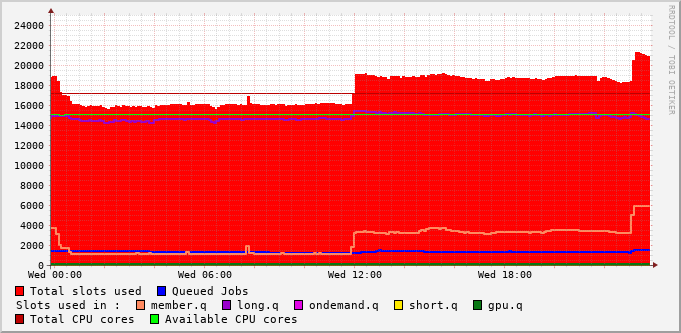 24000
22000
20000
18000
16000
14000
12000
10000
8000
6000
4000
2000
0
Wed 00:00 Wed 06:00 Wed 12:00 Wed 18:00
Total slots used Queued Jobs
Slots used in : member.q long.q ondemand.q short.q gpu.q
Total CPU cores Available CPU cores
RRDTOOL / TOBI OETIKER